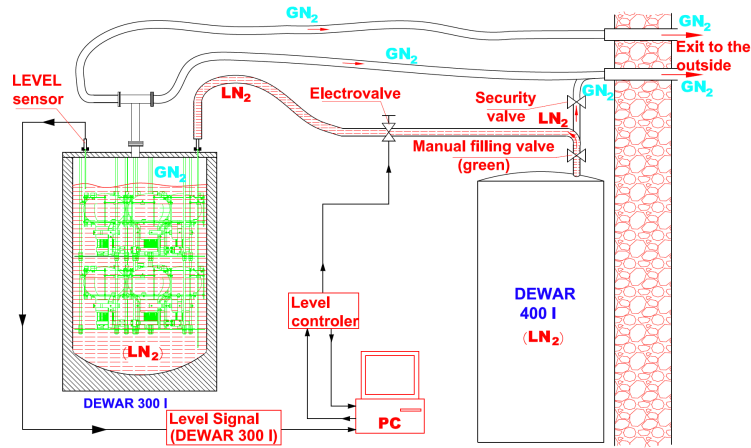 GN2
GN2
Exit to the
outside
GN2
GN2
GN2
LEVEL
sensor
LN2
Electrovalve
Security
valve
LN2
Manual filling valve
(green)
GN2
DEWAR
400 l
(LN2)
Level
controler
(LN2)
DEWAR 300 l
Level Signal
(DEWAR 300 l)
PC